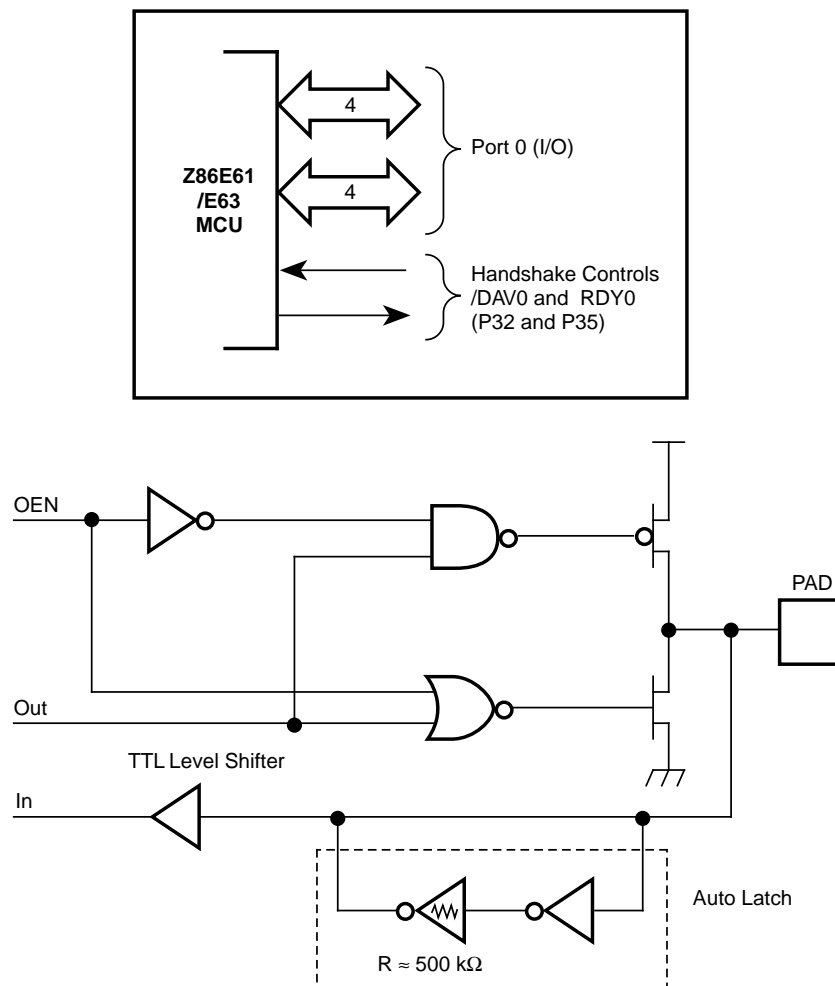 4
4
Port 0 (I/O)
Z86E61
/E63
MCU
Handshake Controls
/DAV0 and RDY0
(P32 and P35)
OEN
PAD
Out
TTL Level Shifter
In
Auto Latch
R ≈ 500 kΩ